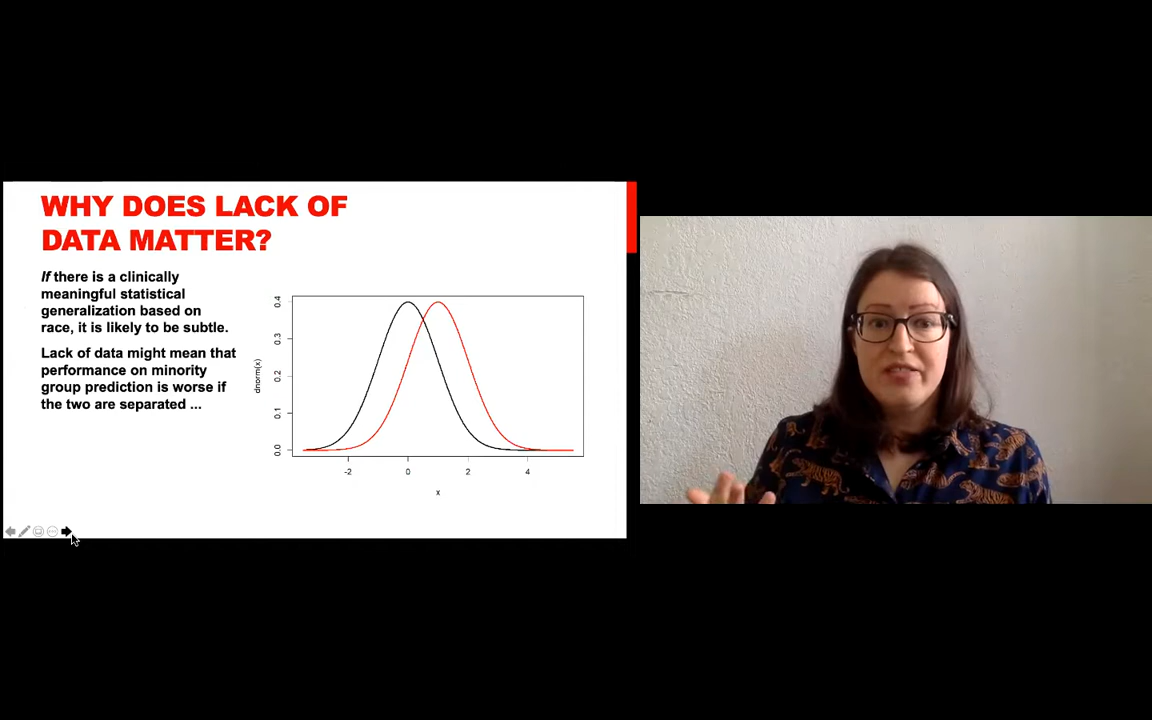 WHY DOES LACK OF
DATA MATTER?
If there is a clinically
meaningful statistical
generalization based on
race, it is likely to be subtle.
Lack of data might mean that
performance on minority
group prediction is worse if
the two are separated ...
dnorm(x)
0.4
0.3
0.2
0.1
0.0
-2
0
2
4
x